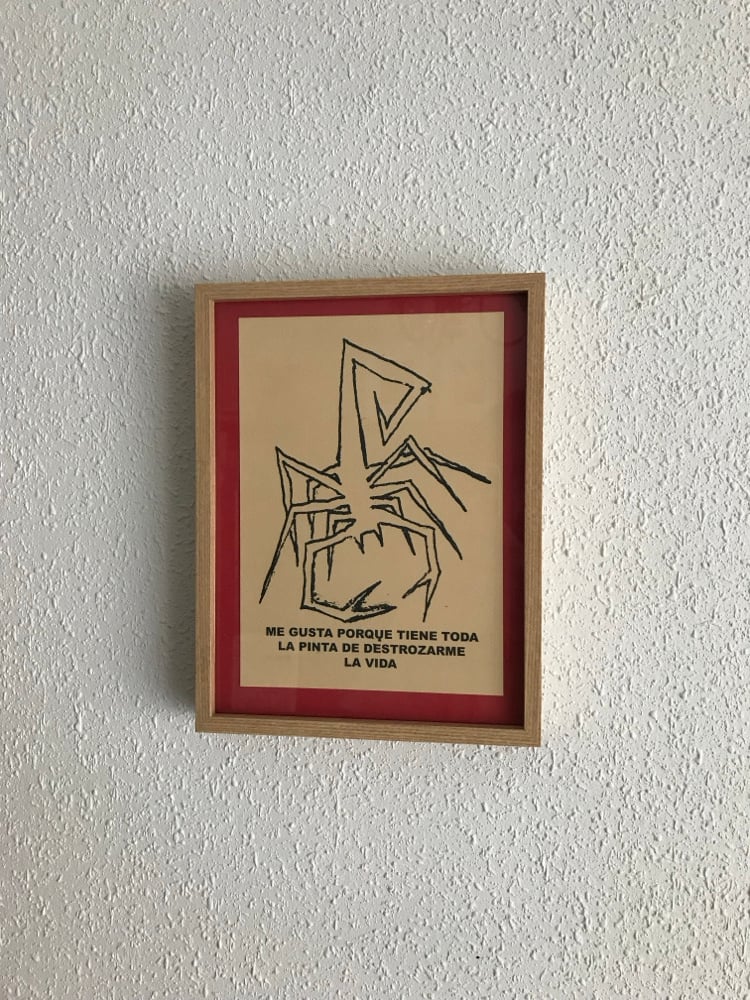 ME GUSTA PORQUE TIENE TODA
LA PINTA DE DESTROZARME
LA VIDA